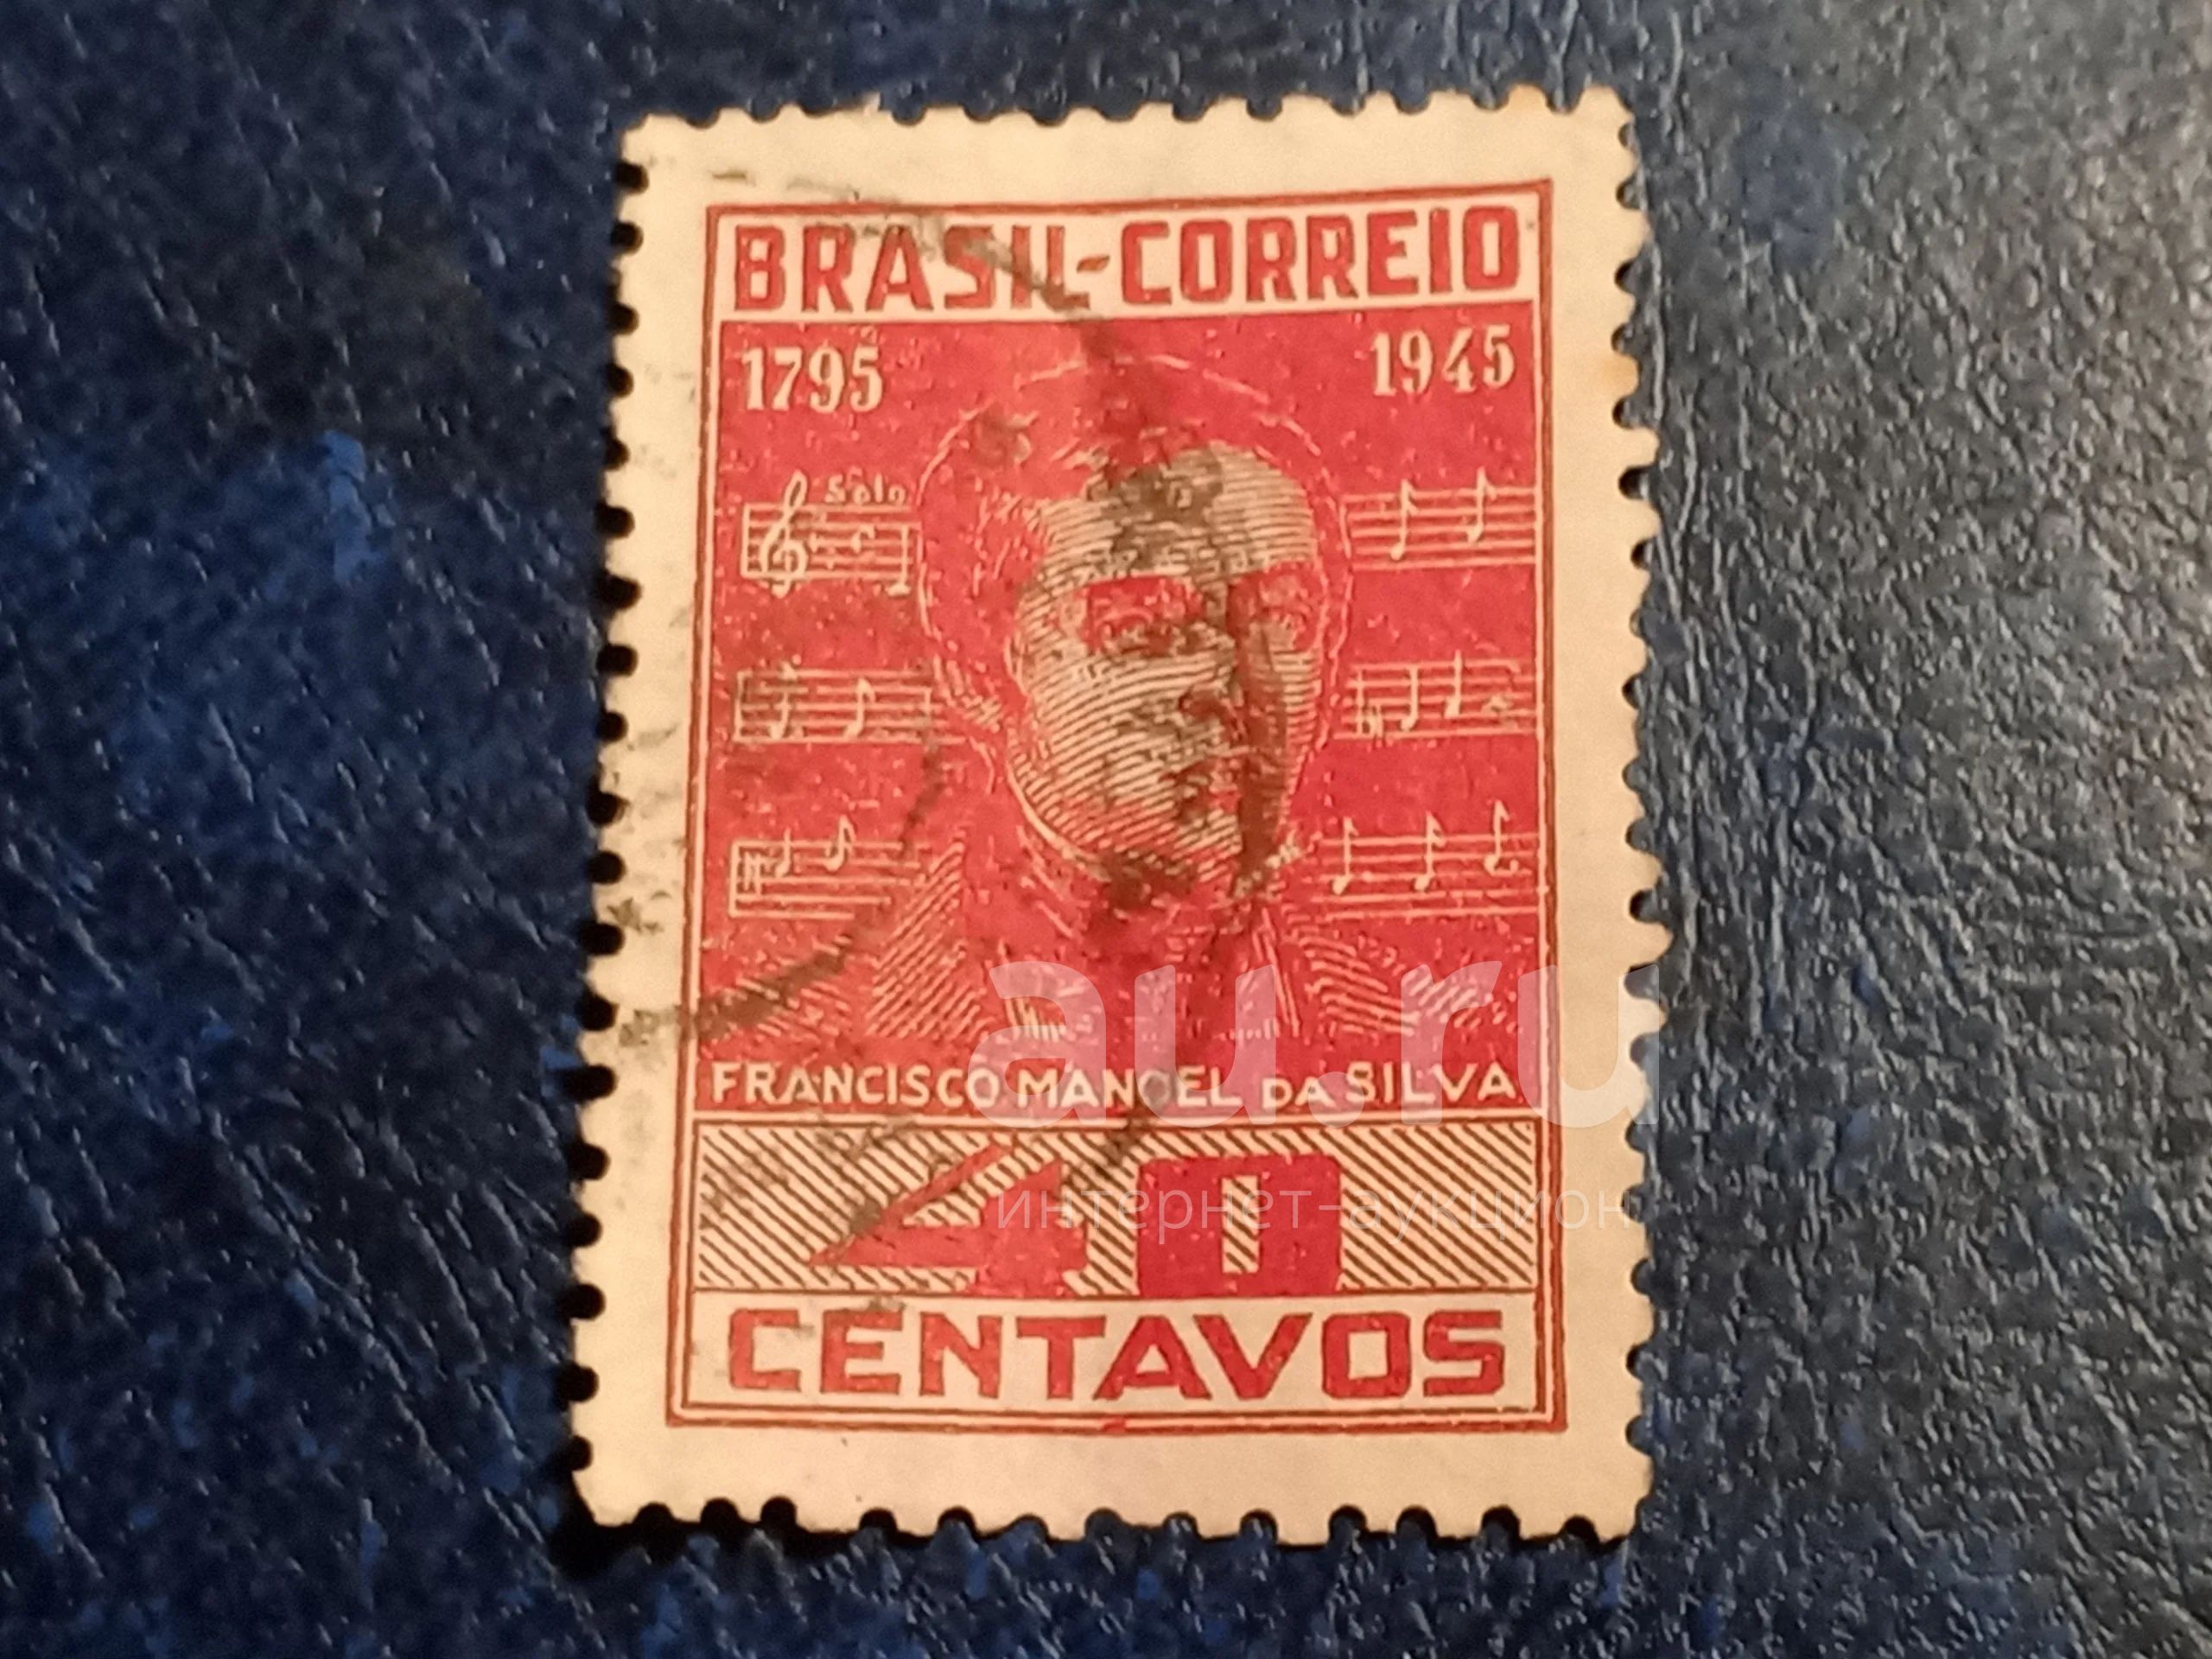 BRASIL-CORREIO
1795 1945
Solo
FRANCISCO MANOEL DA SILVA
40
CENTAVOS
au.ru
интернет-аукцион